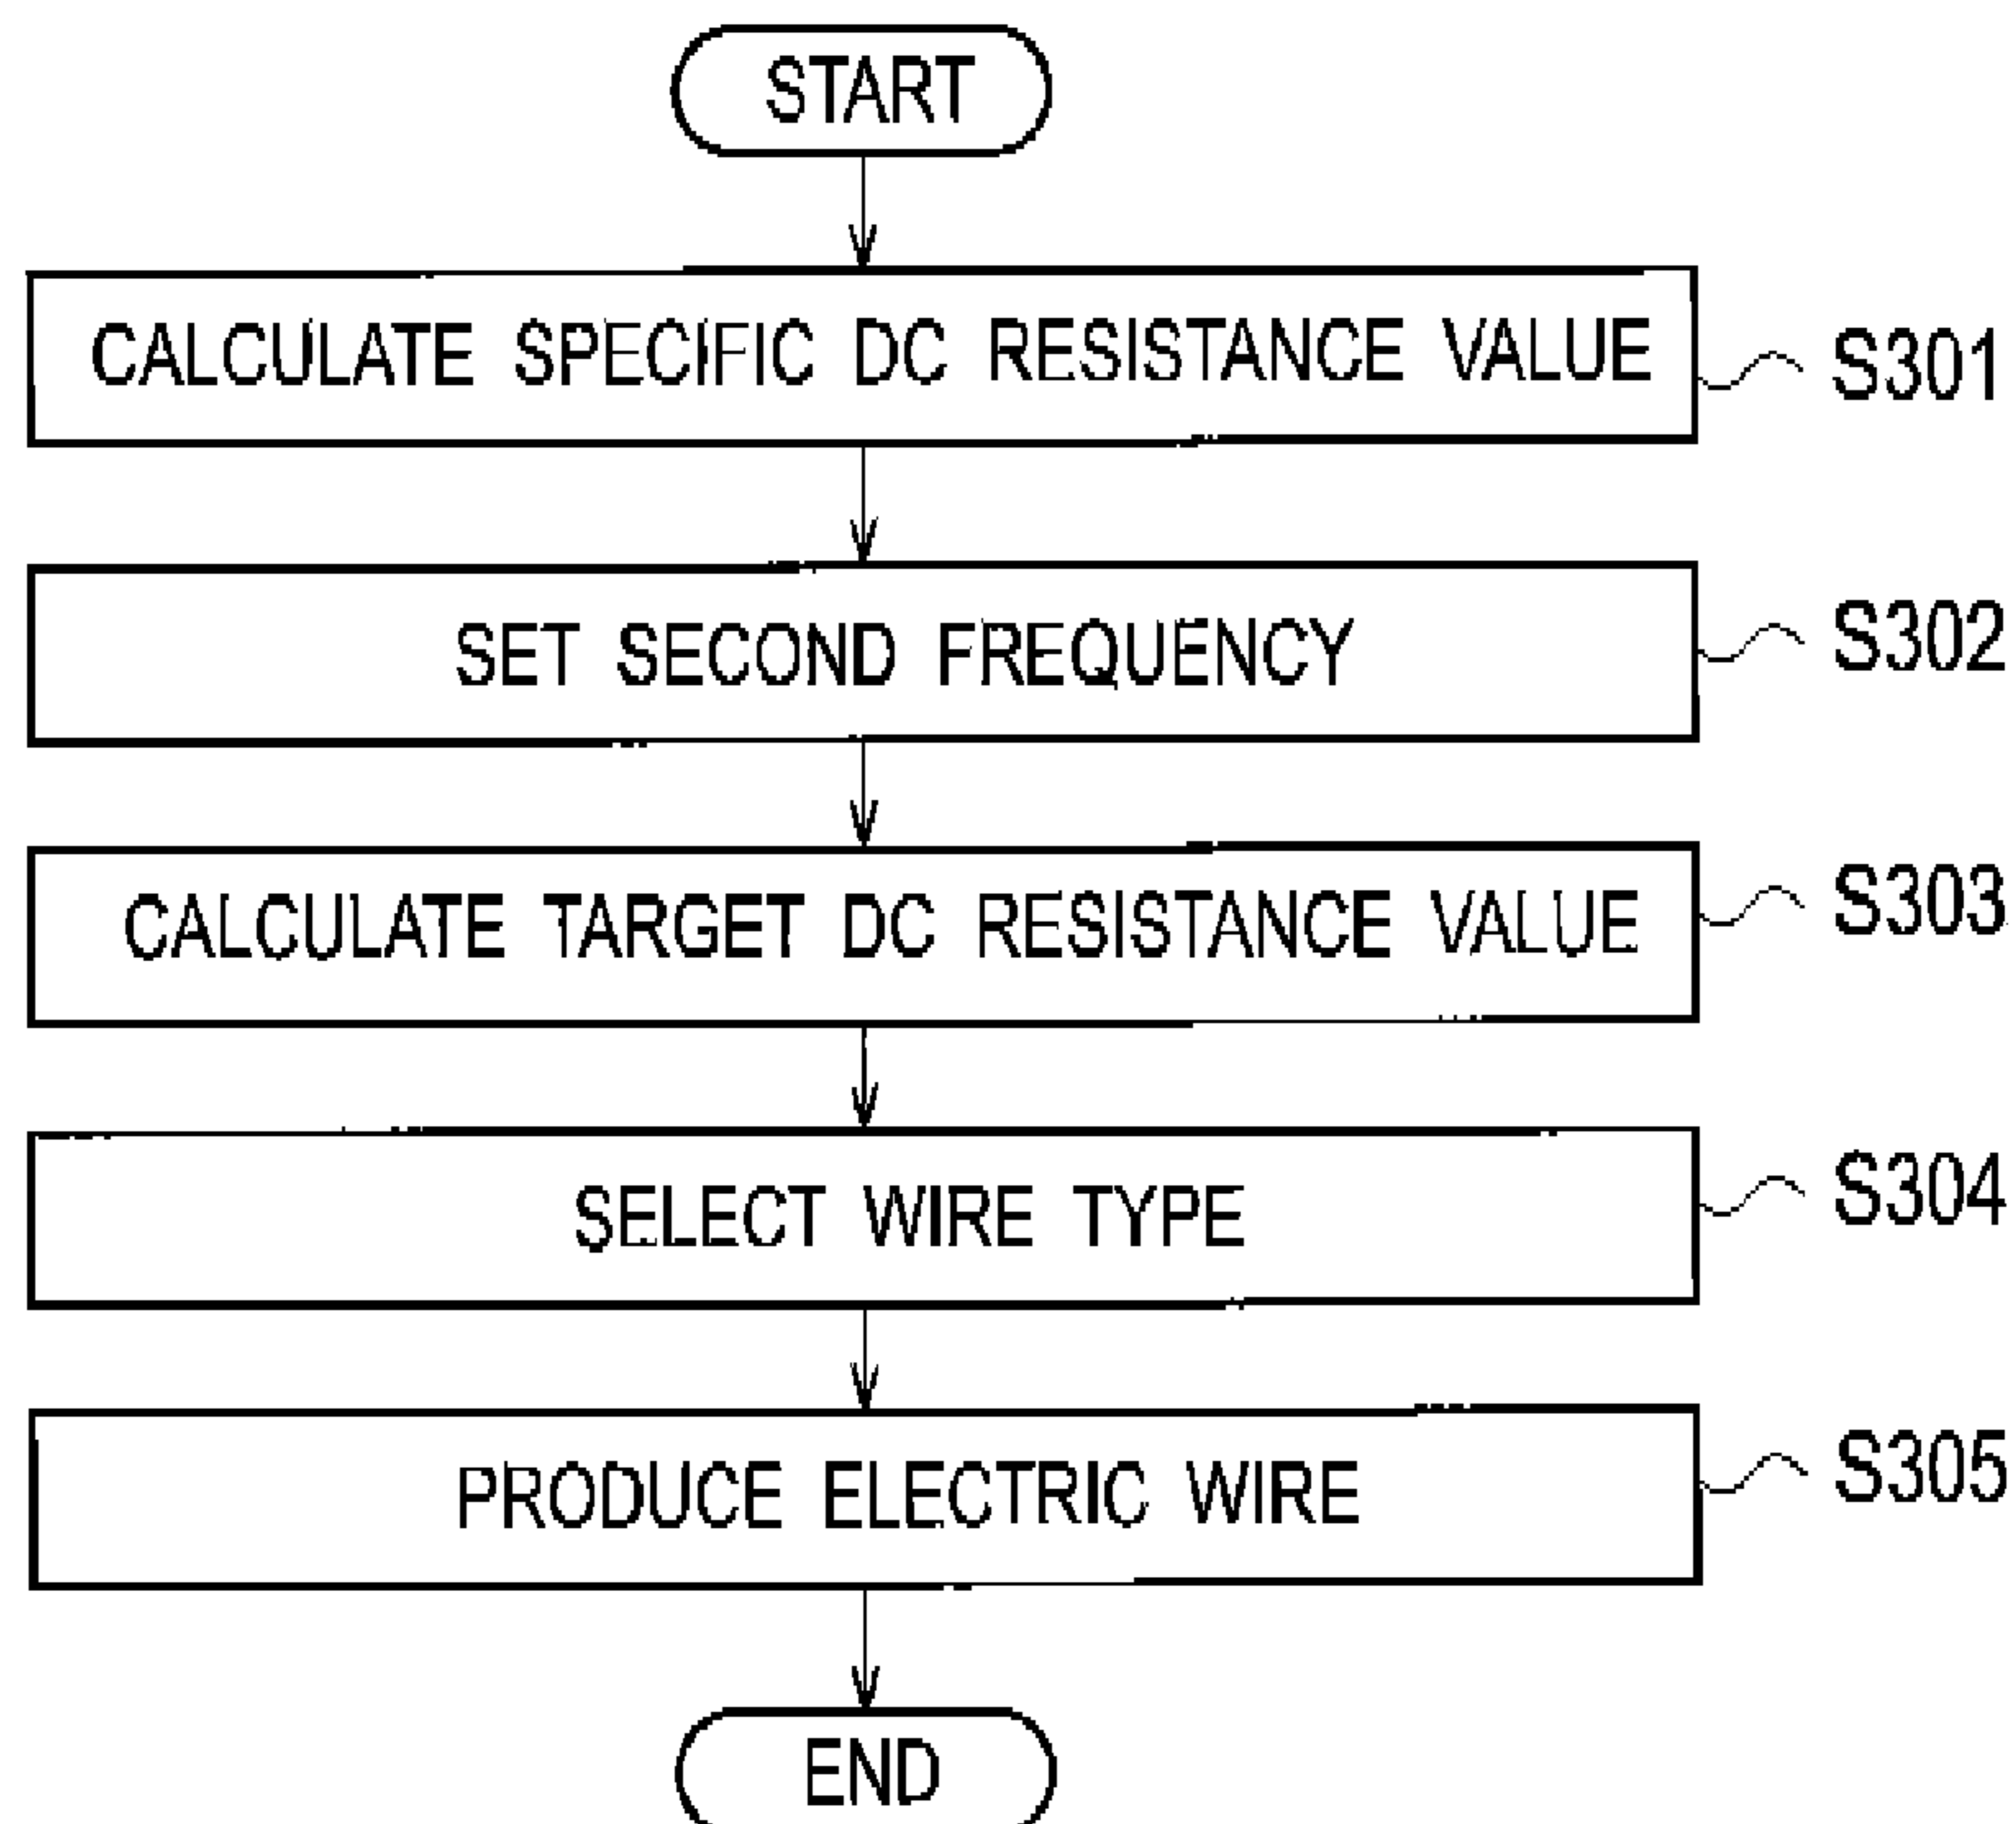 START
CALCULATE SPECIFIC DC RESISTANCE VALUE S301
SET SECOND FREQUENCY S302
CALCULATE TARGET DC RESISTANCE VALUE S303
SELECT WIRE TYPE S304
PRODUCE ELECTRIC WIRE S305
END